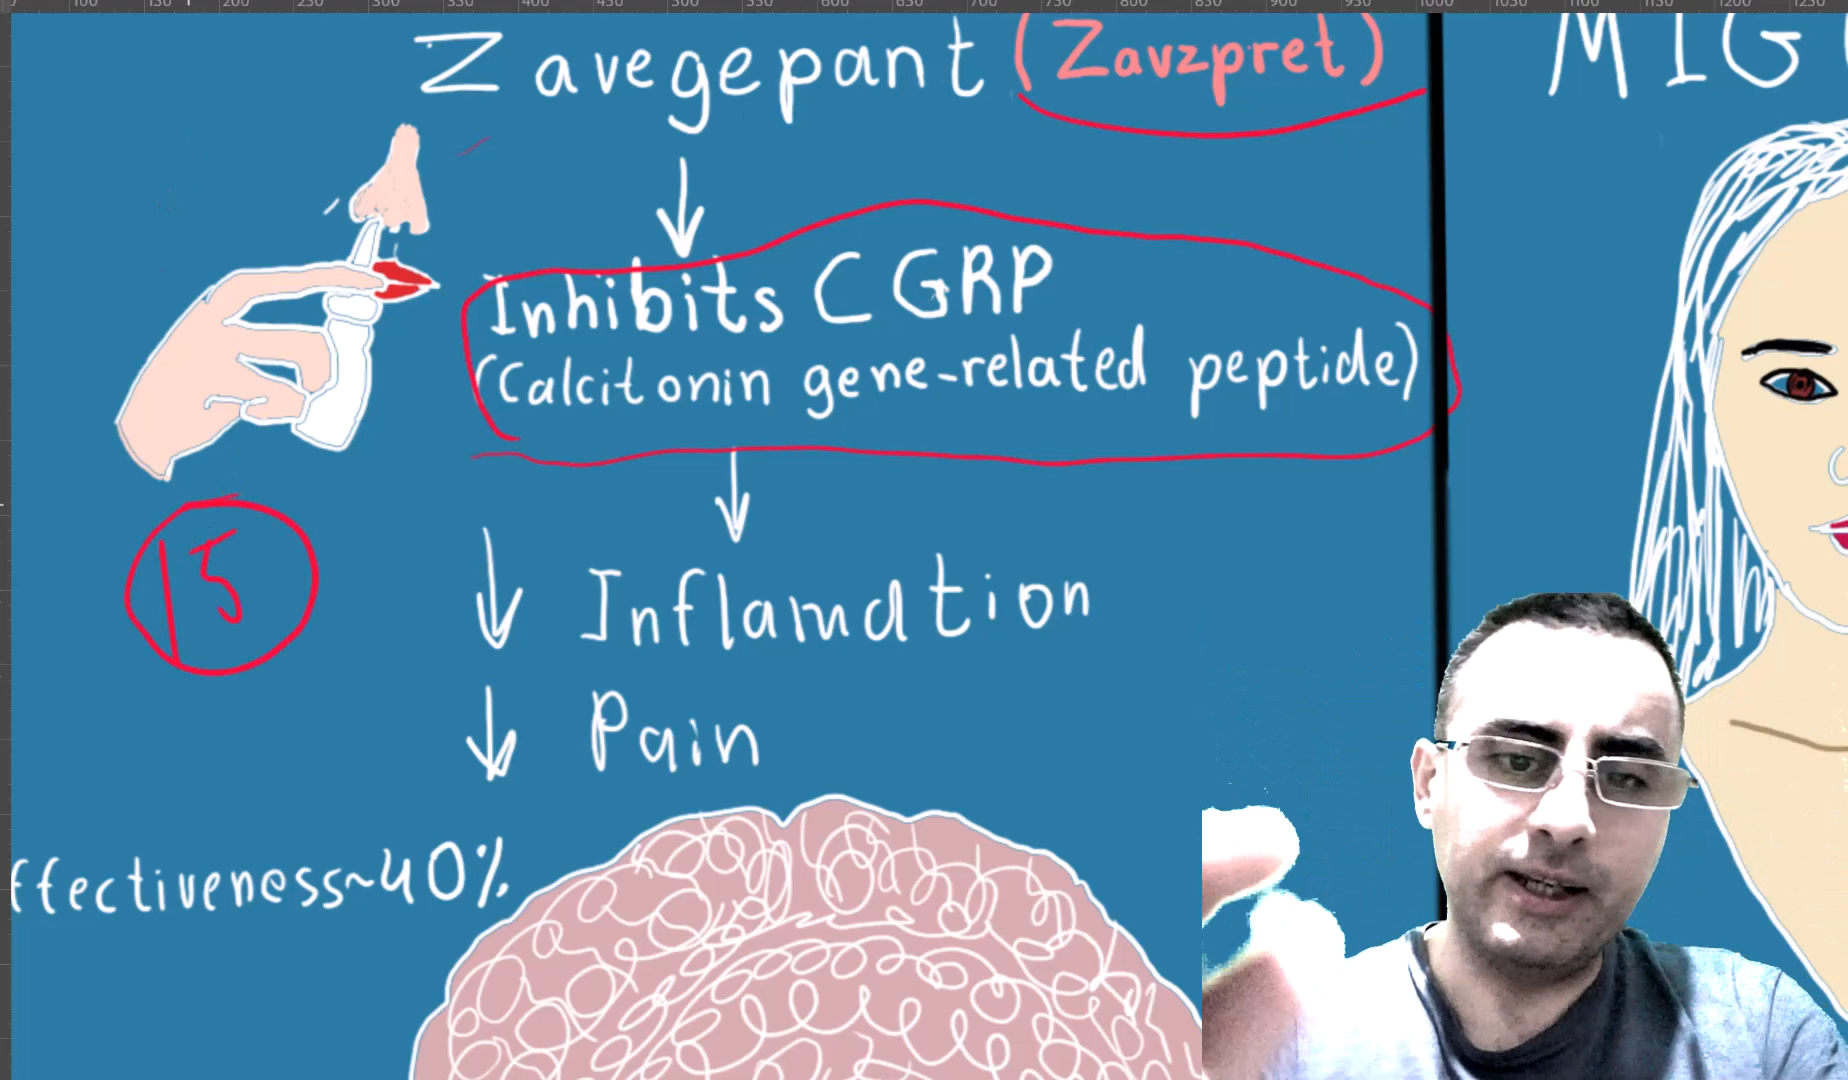 Zavegepant (Zavzpret)
MIG
Inhibits CGRP
(Calcitonin gene-related peptide)
15
↓ Inflamation
↓ Pain
ffectiveness~40%